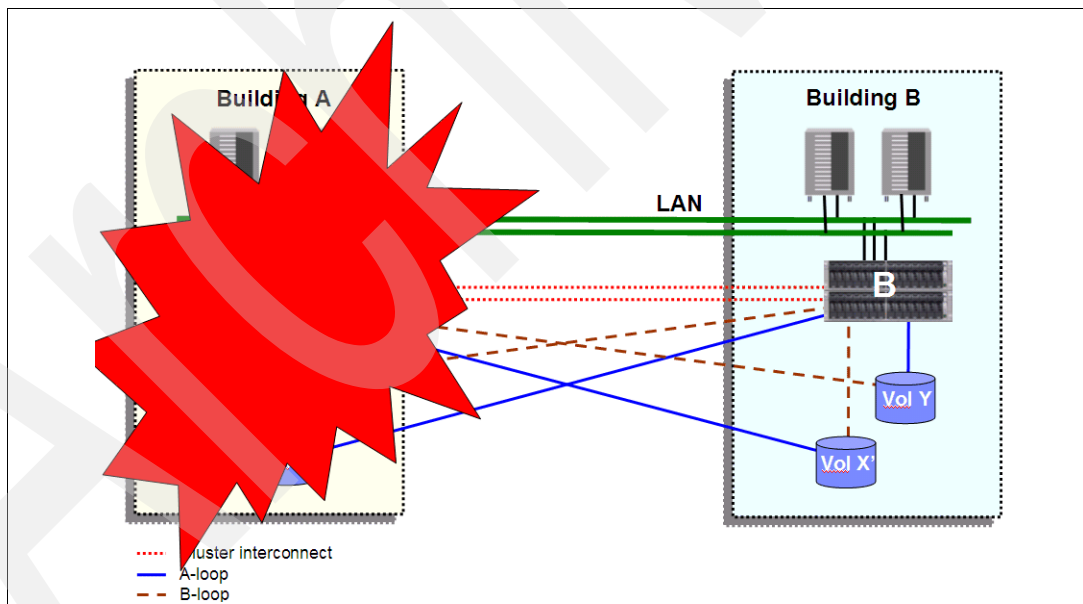 Building A
Building B
LAN
B
Vol Y
Vol X’
luster interconnect
A-loop
B-loop